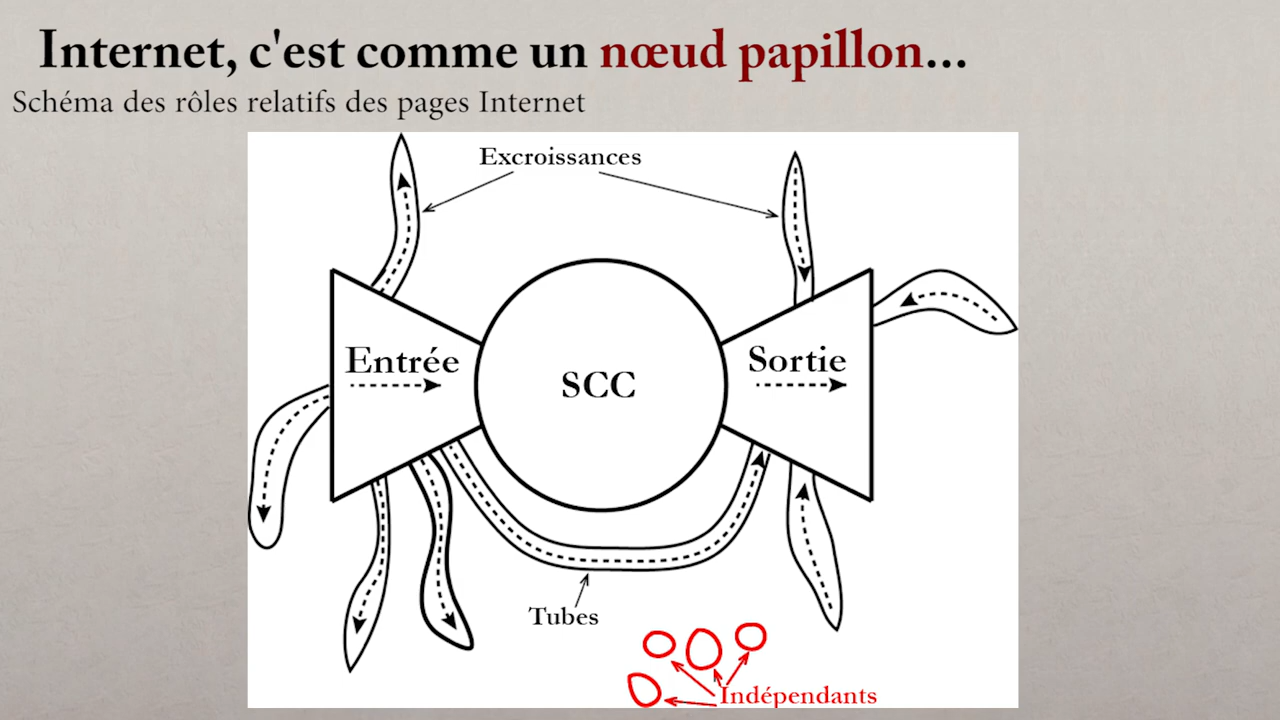 Internet, c'est comme un nœud papillon...
Schéma des rôles relatifs des pages Internet
Excroissances
Entrée
SCC
Sortie
Tubes
Indépendants